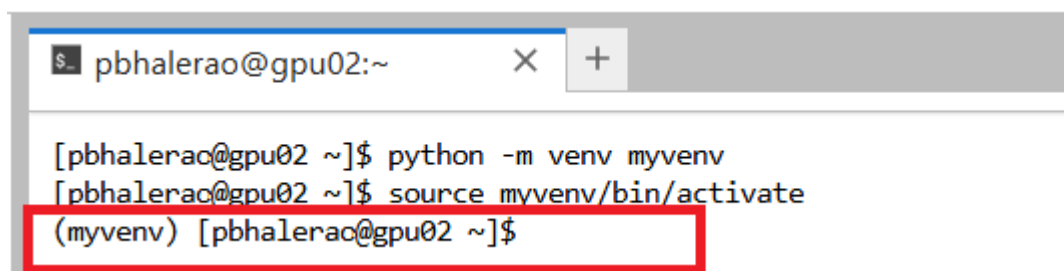 pbhalerao@gpu02:~
[pbhalerao@gpu02 ~]$ python -m venv myvenv
[pbhalerao@gpu02 ~]$ source myvenv/bin/activate
(myvenv) [pbhalerao@gpu02 ~]$